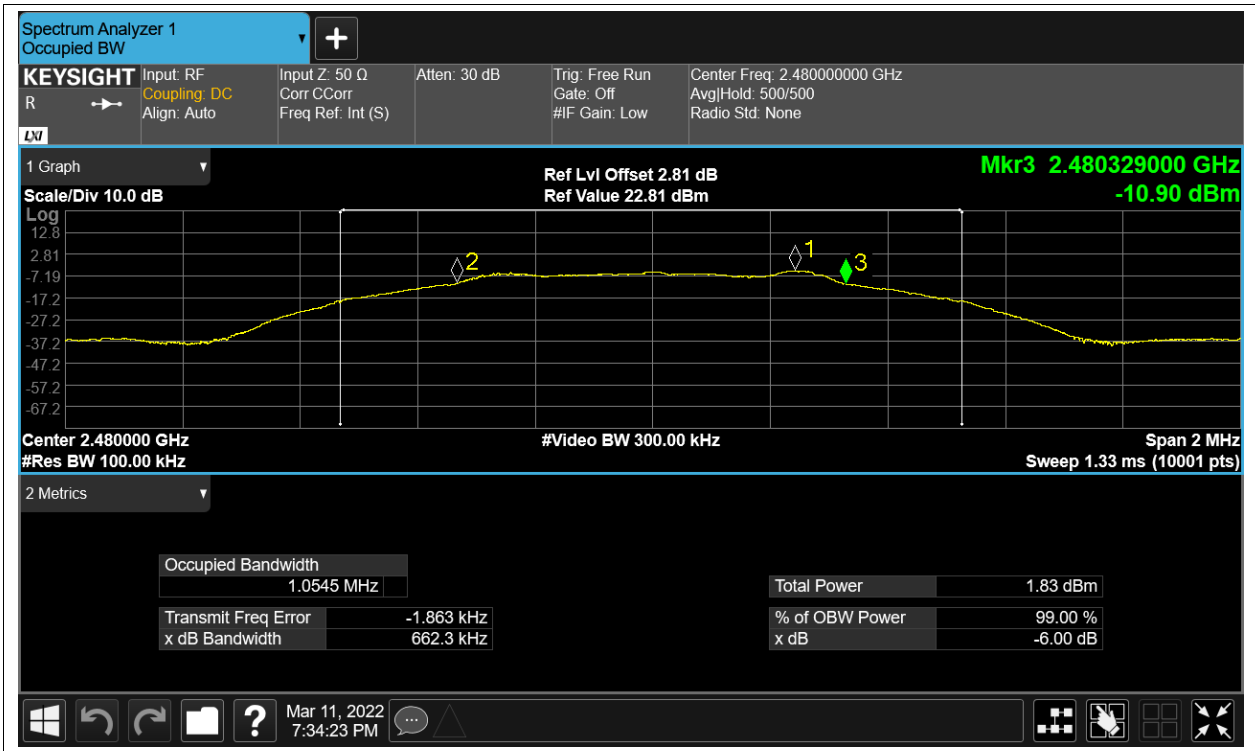 Spectrum Analyzer 1
Occupied BW
KEYSIGHT
R
LXI
Input: RF
Coupling: DC
Align: Auto
Input Z: 50 Ω
Corr CCorr
Freq Ref: Int (S)
Atten: 30 dB
Trig: Free Run
Gate: Off
#IF Gain: Low
Center Freq: 2.480000000 GHz
Avg|Hold: 500/500
Radio Std: None
1 Graph
Scale/Div 10.0 dB
Ref Lvl Offset 2.81 dB
Ref Value 22.81 dBm
Mkr3 2.480329000 GHz
-10.90 dBm
Log
12.8
2.81
-7.19
-17.2
-27.2
-37.2
-47.2
-57.2
-67.2
2
1
3
Center 2.480000 GHz
#Res BW 100.00 kHz
#Video BW 300.00 kHz
Span 2 MHz
Sweep 1.33 ms (10001 pts)
2 Metrics
Occupied Bandwidth
1.0545 MHz
Transmit Freq Error -1.863 kHz
x dB Bandwidth 662.3 kHz
Total Power 1.83 dBm
% of OBW Power 99.00 %
x dB -6.00 dB
?
Mar 11, 2022
7:34:23 PM